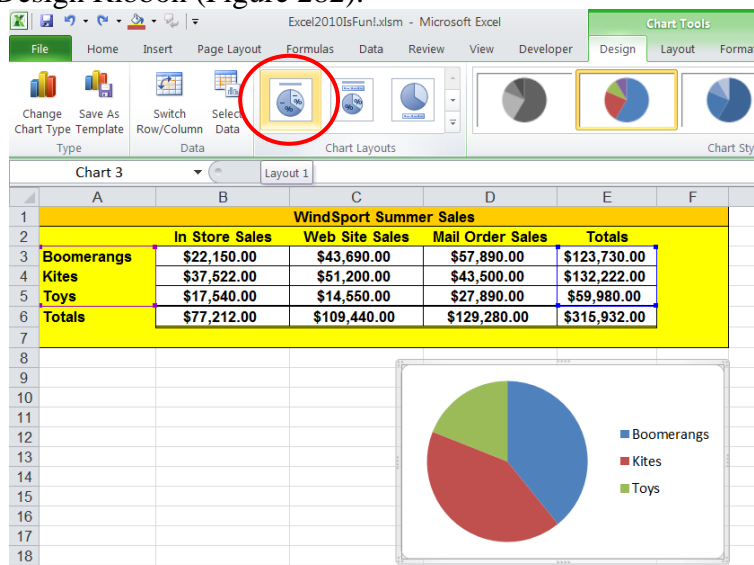 Design Ribbon (Figure 282).
Excel2010IsFun!.xlsm - Microsoft Excel
Chart Tools
File Home Insert Page Layout Formulas Data Review View Developer Design Layout Forma
Change Chart Type
Save As Template
Switch Row/Column
Select Data
Type Data Chart Layouts Chart Sty
Chart 3
Layout 1
A B C D E F
1 WindSport Summer Sales
2 In Store Sales Web Site Sales Mail Order Sales Totals
3 Boomerangs $22,150.00 $43,690.00 $57,890.00 $123,730.00
4 Kites $37,522.00 $51,200.00 $43,500.00 $132,222.00
5 Toys $17,540.00 $14,550.00 $27,890.00 $59,980.00
6 Totals $77,212.00 $109,440.00 $129,280.00 $315,932.00
7
8
9
10
11
12
13
14
15
16
17
18
Boomerangs
Kites
Toys